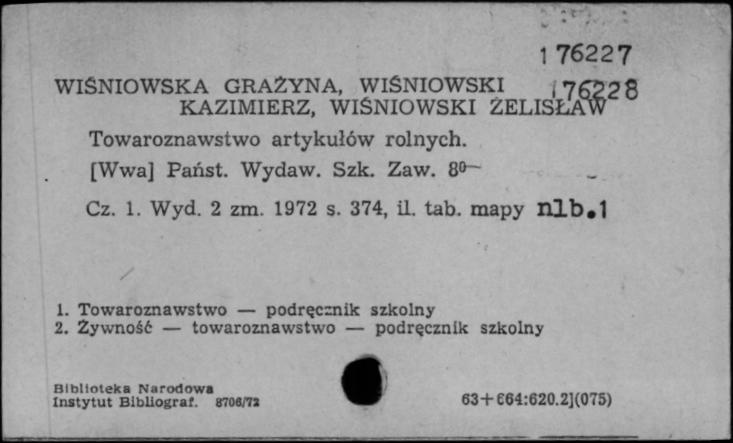 176227
WIŚNIOWSKA GRAŻYNA, WIŚNIOWSKI 176228
KAZIMIERZ, WIŚNIOWSKI ŻELISŁAW
Towaroznawstwo artykułów rolnych.
[Wwa] Państ. Wydaw. Szk. Zaw. 8⁰—
Cz. 1. Wyd. 2 zm. 1972 s. 374, il. tab. mapy nlb.1
1. Towaroznawstwo — podręcznik szkolny
2. Żywność — towaroznawstwo — podręcznik szkolny
Biblioteka Narodowa
Instytut Bibliograf. 8706/72
63+664:620.2](075)